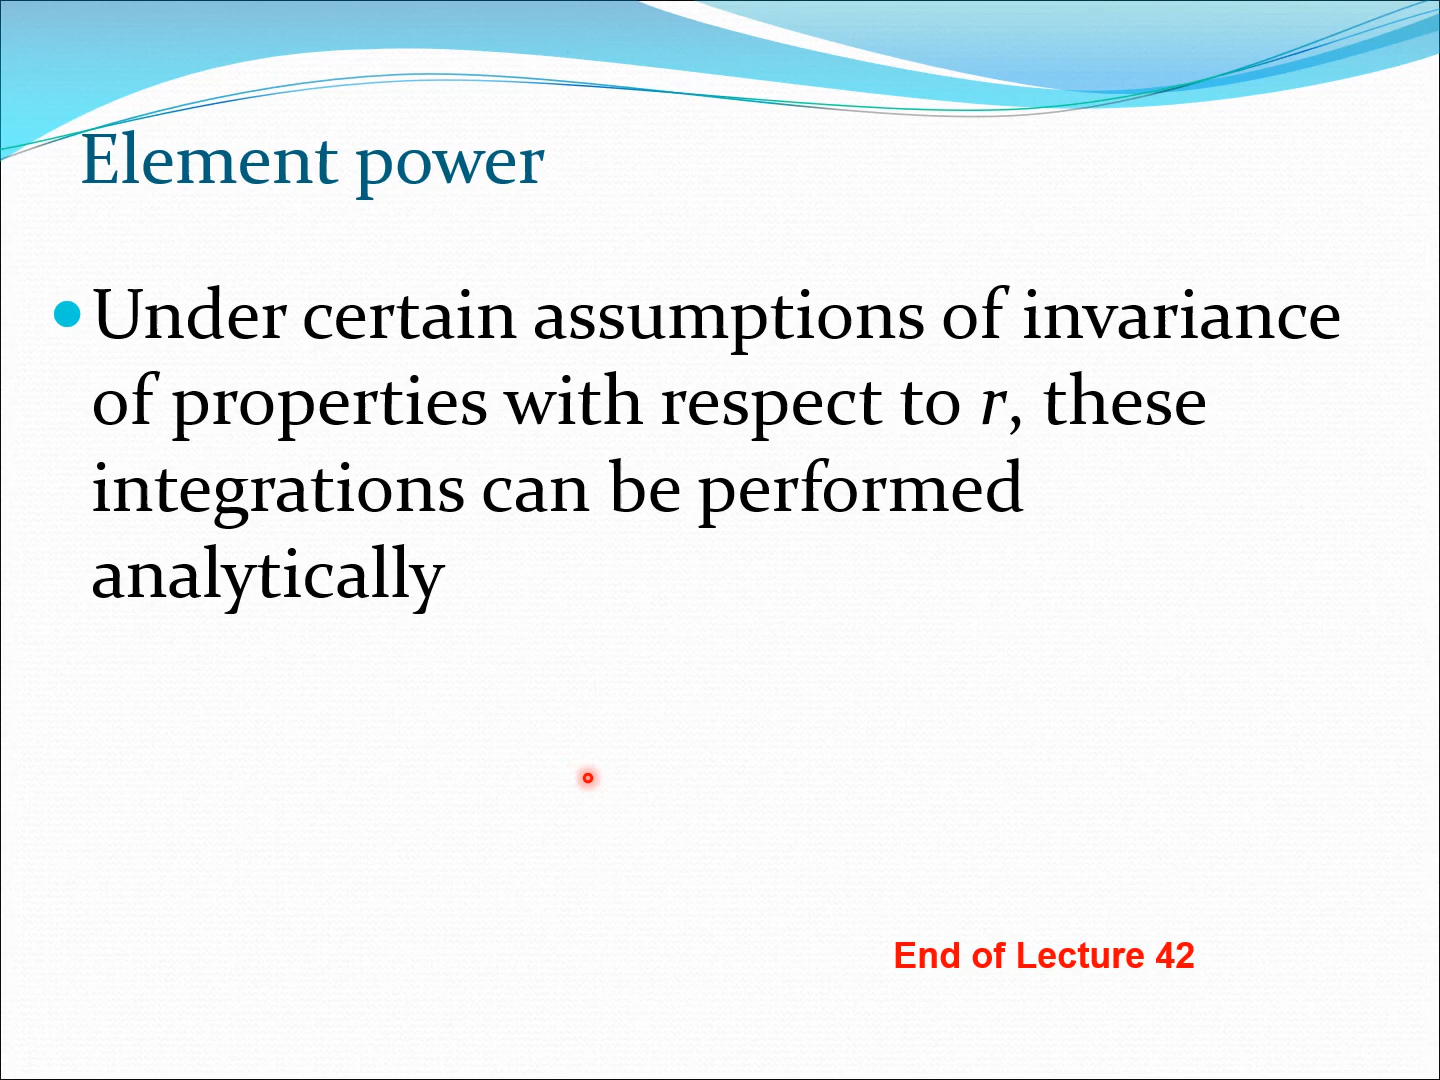 Element power
Under certain assumptions of invariance
of properties with respect to r, these
integrations can be performed
analytically
End of Lecture 42